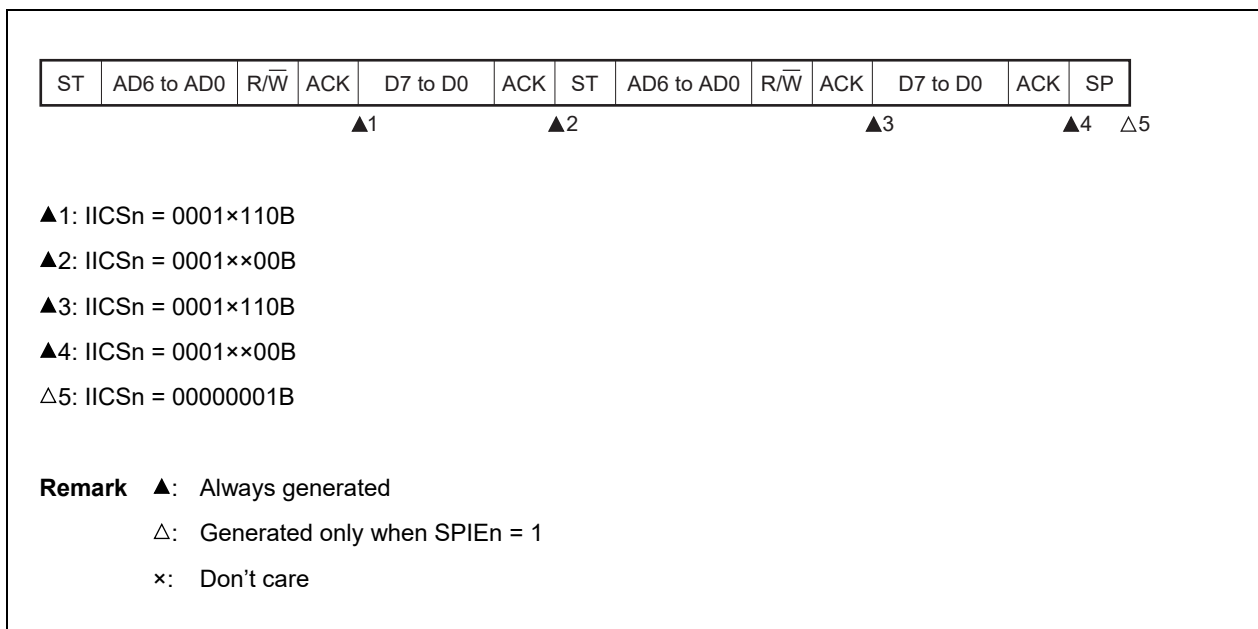 ST AD6 to AD0 R/W̅ ACK D7 to D0 ACK ST AD6 to AD0 R/W̅ ACK D7 to D0 ACK SP
▲1 ▲2 ▲3 ▲4 △5
▲1: IICSn = 0001×110B
▲2: IICSn = 0001××00B
▲3: IICSn = 0001×110B
▲4: IICSn = 0001××00B
△5: IICSn = 00000001B
Remark ▲: Always generated
△: Generated only when SPIEn = 1
×: Don’t care